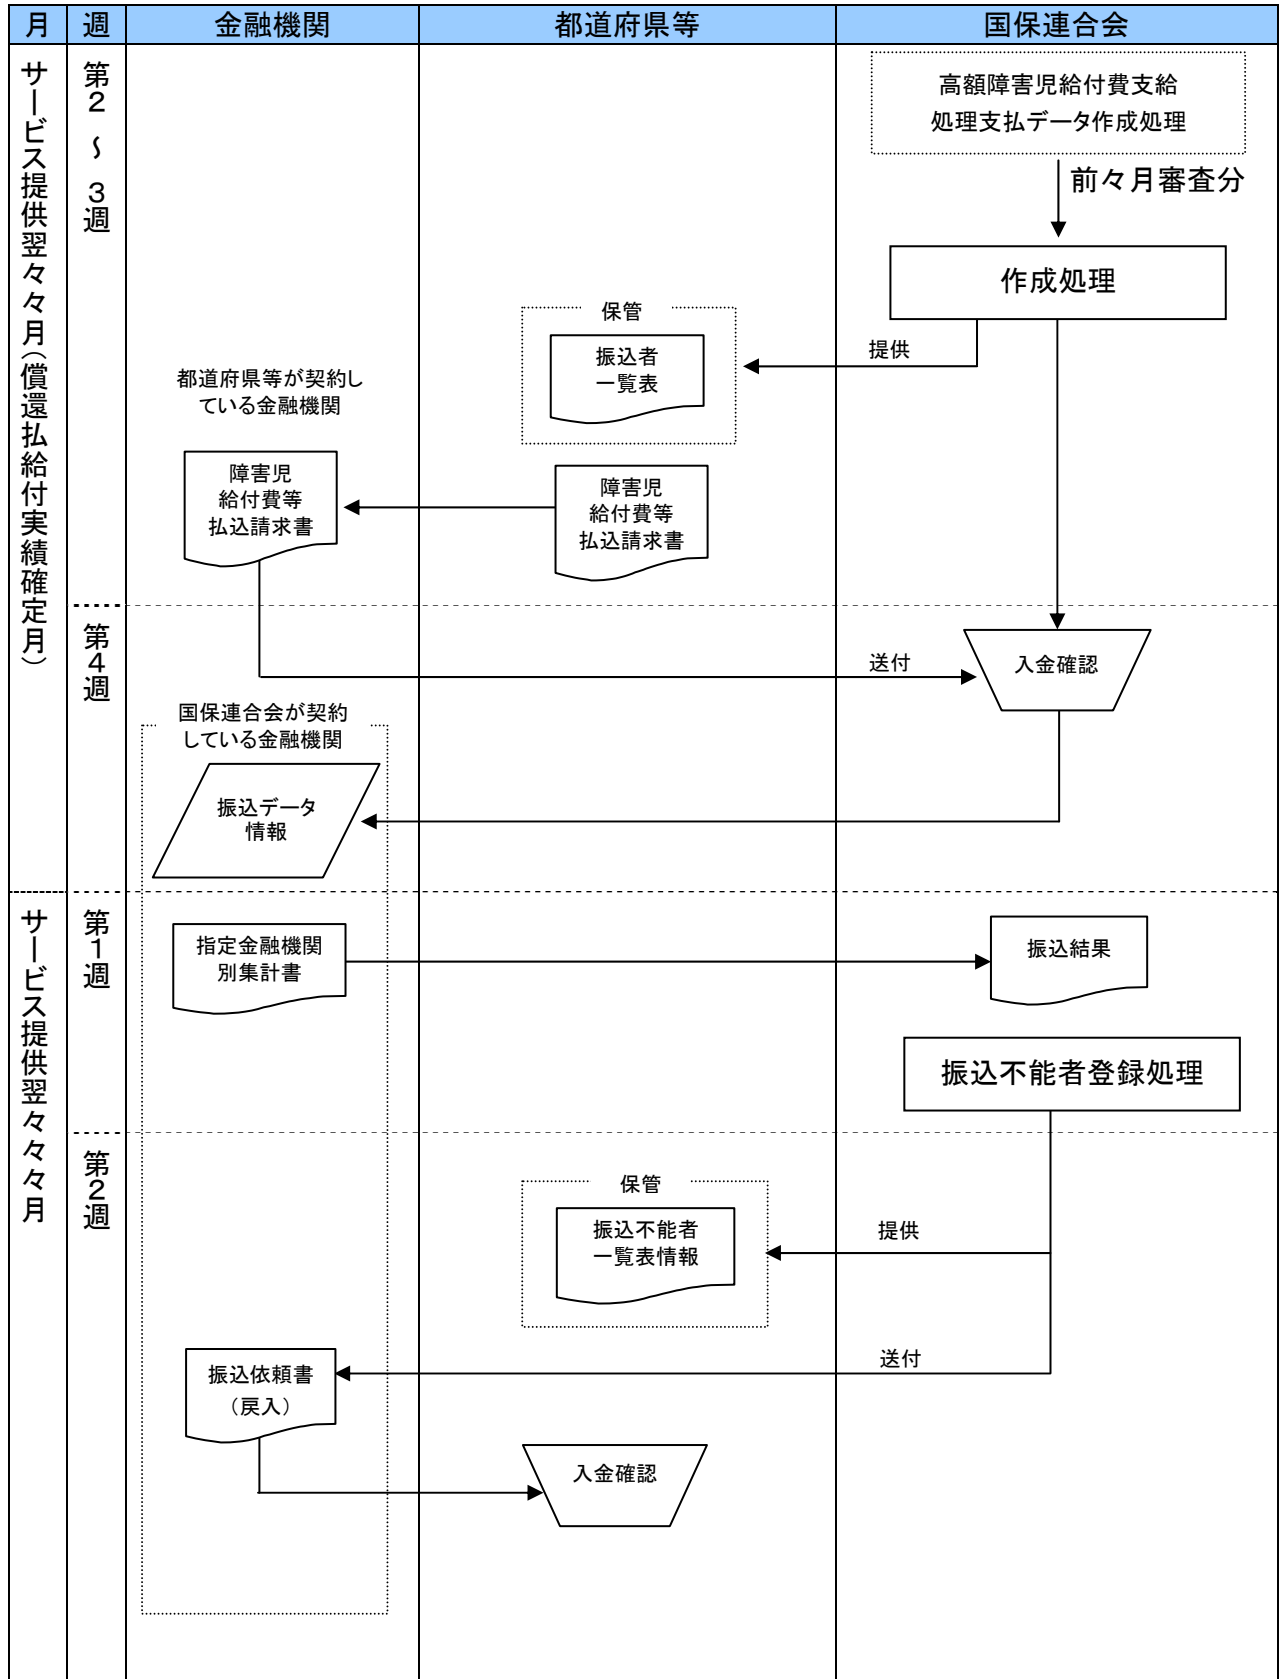 月 週 金融機関 都道府県等 国保連合会
サービス提供翌々月（償還払給付実績確定月）
第２～３週
高額障害児給付費支給
処理支払データ作成処理
前々月審査分
作成処理
保管
提供
振込者
一覧表
都道府県等が契約し
ている金融機関
障害児
給付費等
払込請求書
障害児
給付費等
払込請求書
第４週
送付
入金確認
国保連合会が契約
している金融機関
振込データ
情報
サービス提供翌々々月
第１週
指定金融機関
別集計書
振込結果
振込不能者登録処理
第２週
保管
振込不能者
一覧表情報
提供
送付
振込依頼書
（戻入）
入金確認